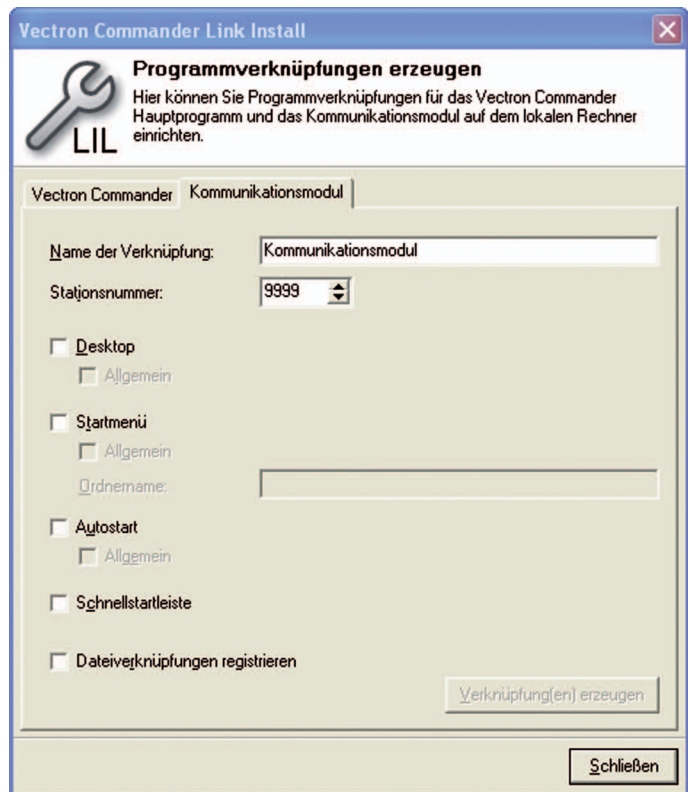 Vectron Commander Link Install
Programmverknüpfungen erzeugen
Hier können Sie Programmverknüpfungen für das Vectron Commander
Hauptprogramm und das Kommunikationsmodul auf dem lokalen Rechner
einrichten.
LIL
Vectron Commander
Kommunikationsmodul
Name der Verknüpfung:
Kommunikationsmodul
Stationsnummer:
9999
Desktop
Allgemein
Startmenü
Allgemein
Ordnername:
Autostart
Allgemein
Schnellstartleiste
Dateiverknüpfungen registrieren
Verknüpfung(en) erzeugen
Schließen